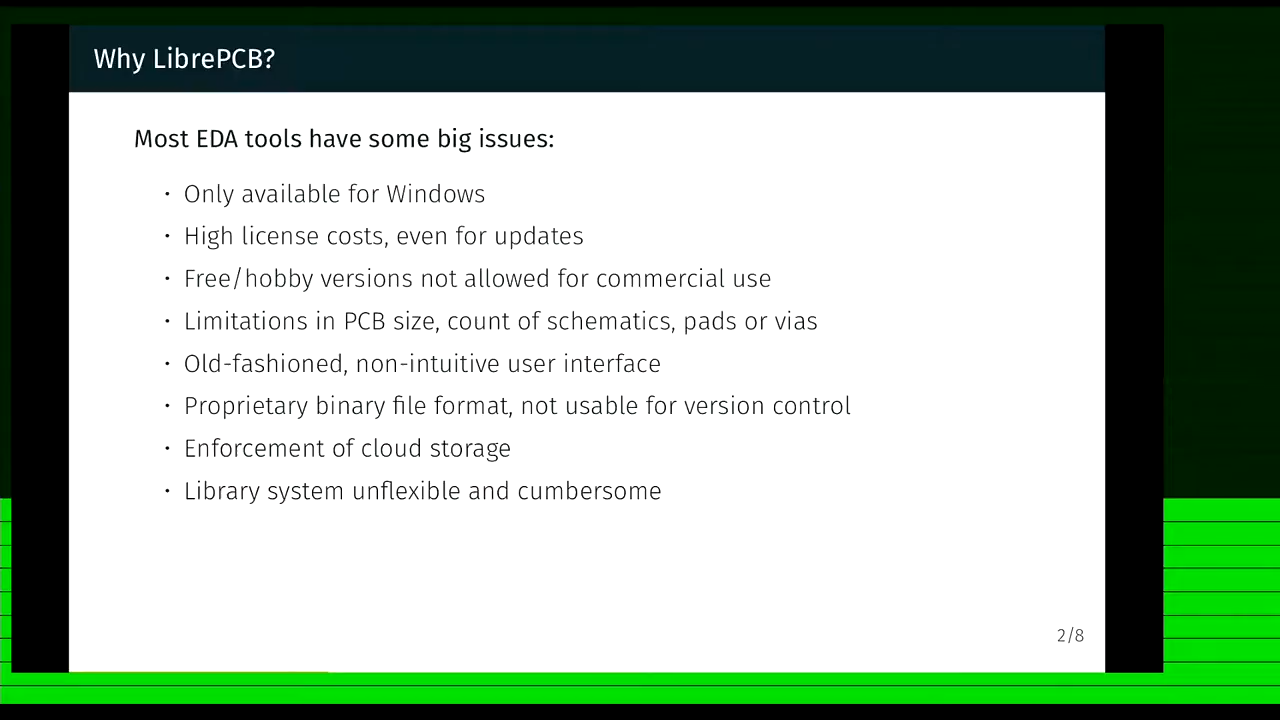 Why LibrePCB?
Most EDA tools have some big issues:
• Only available for Windows
• High license costs, even for updates
• Free/hobby versions not allowed for commercial use
• Limitations in PCB size, count of schematics, pads or vias
• Old-fashioned, non-intuitive user interface
• Proprietary binary file format, not usable for version control
• Enforcement of cloud storage
• Library system unflexible and cumbersome
2/8